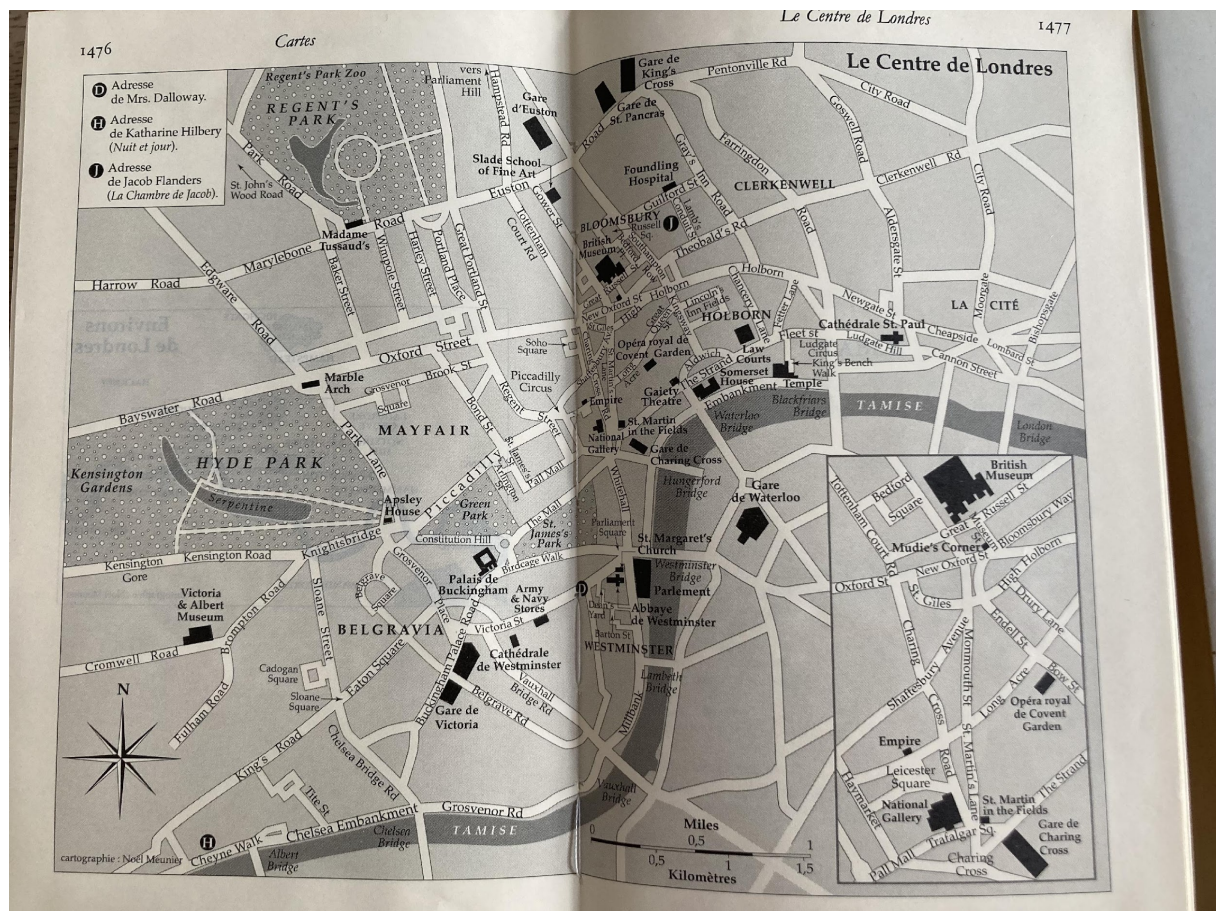 1476
Cartes
Le Centre de Londres
1477
Le Centre de Londres
D Adresse
de Mrs. Dalloway.
H Adresse
de Katharine Hilbery
(Nuit et jour).
J Adresse
de Jacob Flanders
(La Chambre de Jacob).
Regent's Park Zoo
REGENT'S
PARK
vers
Parliament
Hill
Hampstead Rd
Gare
d'Euston
Slade School
of Fine Art
Park Road
St. John's
Wood Road
Madame
Tussaud's
Euston Road
Gower St
Tottenham
Court Rd
Marylebone Road
Harrow Road
Edgware Road
Baker Street
Wimpole Street
Harley Street
Portland Place
Great Portland St
Oxford Street
Soho
Square
Marble
Arch
Grosvenor
Square
Brook St
Bond St
Regent Street
Piccadilly
Circus
Bayswater Road
MAYFAIR
Park Lane
HYDE PARK
Kensington
Gardens
Serpentine
Apsley
House
Piccadilly
St. James's St
Arlington St
Pall Mall
Green
Park
The Mall
St.
James's
Park
Constitution Hill
Birdcage Walk
Kensington Road
Knightsbridge
Kensington
Gore
Grosvenor Place
Belgrave
Square
Palais de
Buckingham
Army
& Navy
Stores
Victoria
& Albert
Museum
Brompton Road
Sloane Street
BELGRAVIA
Victoria St
Buckingham Palace Road
Cathédrale
de Westminster
Cromwell Road
Cadogan
Square
Eaton Square
Sloane
Square
Vauxhall
Bridge Rd
Belgrave Rd
Gare de
Victoria
N
Fulham Road
King's Road
Chelsea Bridge Rd
Tite St
Grosvenor Rd
Chelsea Embankment
TAMISE
Chelsea
Bridge
H
Cheyne Walk
Albert
Bridge
cartographie : Noël Meunier
Gare de
King's
Cross
Gare de
St. Pancras
Pentonville Rd
City Road
Goswell Road
Road
Gray's Inn Road
Farringdon Road
Clerkenwell Rd
CLERKENWELL
City Road
Foundling
Hospital
Guilford St
Lamb's
Conduit St
BLOOMSBURY
Russell
Sq.
J
British
Museum
Theobald's Rd
Aldersgate St
Southampton Row
Holborn
New Oxford St
High Holborn
Kingsway
Lincoln's
Inn Fields
HOLBORN
Chancery Lane
Fetter Lane
Newgate St
LA CITÉ
Moorgate
Bishopsgate
Cathédrale St. Paul
Cheapside
Lombard St
Fleet st
Ludgate Hill
Ludgate
Circus
Cannon Street
King's Bench
Walk
Opéra royal de
Covent Garden
Long
Acre
Aldwich
Law
Courts
The Strand
Somerset
House
Temple
Gaiety
Theatre
Embankment
Blackfriars
Bridge
TAMISE
Waterloo
Bridge
London
Bridge
Empire
St. Martin
in the Fields
National
Gallery
Gare de
Charing Cross
Whitehall
Hungerford
Bridge
Gare
de Waterloo
Parliament
Square
St. Margaret's
Church
Westminster
Bridge
Parlement
D
Dean's
Yard
Abbaye
de Westminster
Barton St
WESTMINSTER
Lambeth
Bridge
Millbank
Vauxhall
Bridge
0 Miles 0,5 1
0,5 1 1,5
Kilomètres
British
Museum
Bedford
Square
Tottenham Court Rd
Great Russell St
Museum St
Bloomsbury Way
Mudie's Corner
New Oxford St
Oxford St
High Holborn
St. Giles
Drury Lane
Endell St
Charing Cross Road
Shaftesbury Avenue
Monmouth St
Long Acre
Bow St
Opéra royal
de Covent
Garden
Empire
Leicester
Square
St. Martin's Lane
The Strand
Haymarket
National
Gallery
St. Martin
in the Fields
Trafalgar Sq.
Pall Mall
Charing
Cross
Gare de
Charing
Cross